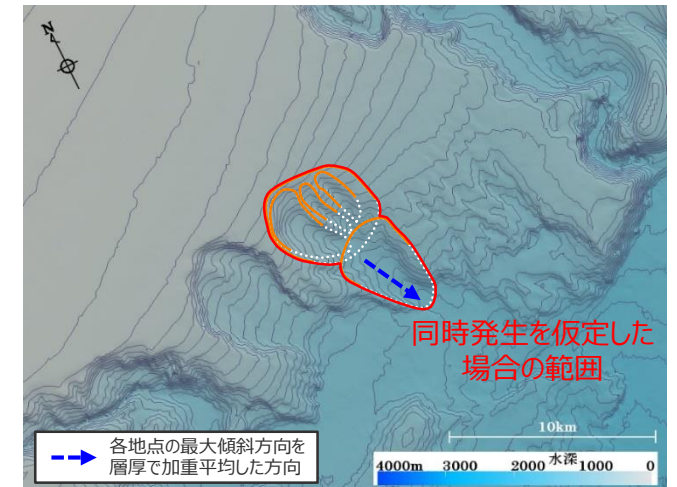 N
同時発生を仮定した
場合の範囲
10km
各地点の最大傾斜方向を
層厚で加重平均した方向
水深
4000m 3000 2000 1000 0